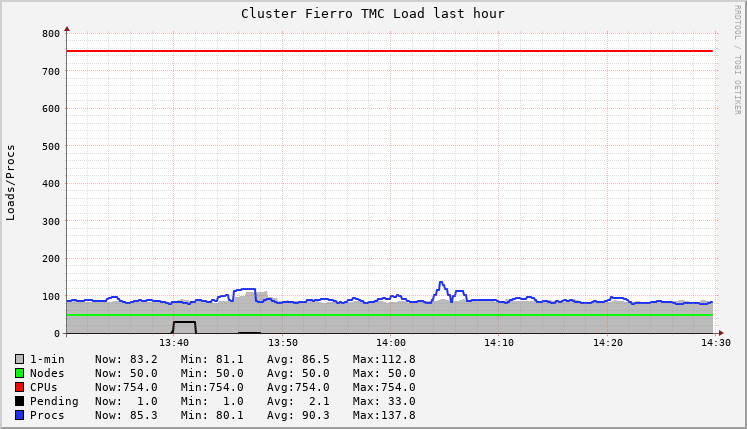 Cluster Fierro TMC Load last hour
RRDTOOL / TOBI OETIKER
Loads/Procs
800
700
600
500
400
300
200
100
0
13:40 13:50 14:00 14:10 14:20 14:30
1-min Now: 83.2 Min: 81.1 Avg: 86.5 Max:112.8
Nodes Now: 50.0 Min: 50.0 Avg: 50.0 Max: 50.0
CPUs Now:754.0 Min:754.0 Avg:754.0 Max:754.0
Pending Now: 1.0 Min: 1.0 Avg: 2.1 Max: 33.0
Procs Now: 85.3 Min: 80.1 Avg: 90.3 Max:137.8